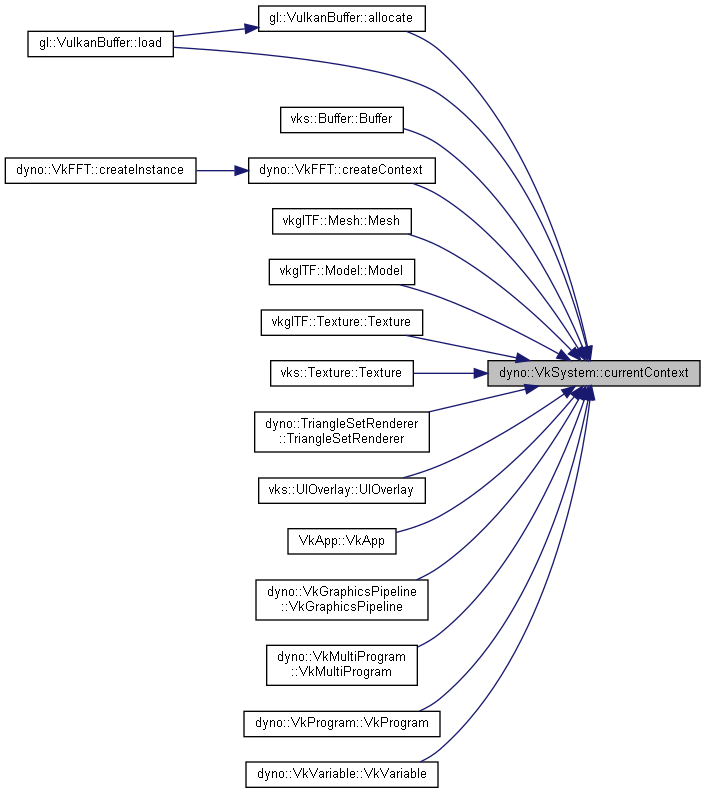 gl::VulkanBuffer::allocate
gl::VulkanBuffer::load
vks::Buffer::Buffer
dyno::VkFFT::createInstance
dyno::VkFFT::createContext
vkglTF::Mesh::Mesh
vkglTF::Model::Model
vkglTF::Texture::Texture
vks::Texture::Texture
dyno::VkSystem::currentContext
dyno::TriangleSetRenderer
::TriangleSetRenderer
vks::UIOverlay::UIOverlay
VkApp::VkApp
dyno::VkGraphicsPipeline
::VkGraphicsPipeline
dyno::VkMultiProgram
::VkMultiProgram
dyno::VkProgram::VkProgram
dyno::VkVariable::VkVariable